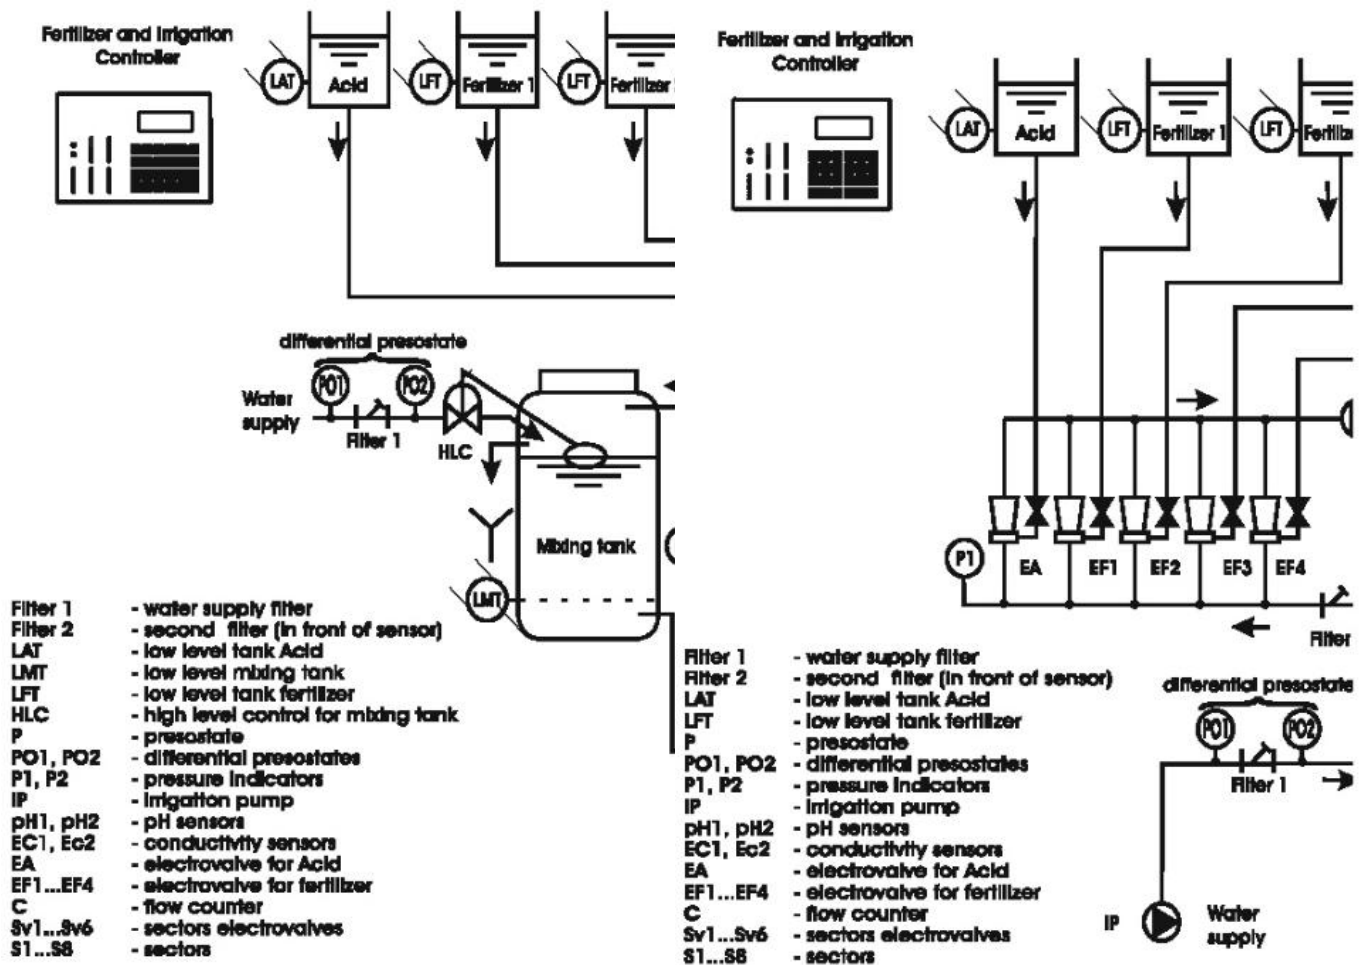 Fertilizer and Irrigation
Controller
LAT
Acid
LFT
Fertilizer 1
LFT
Fertilizer
differential presostate
PO1
PO2
Water
supply
Filter 1
HLC
Mixing tank
LMT
Filter 1 - water supply filter
Filter 2 - second filter (in front of sensor)
LAT - low level tank Acid
LMT - low level mixing tank
LFT - low level tank fertilizer
HLC - high level control for mixing tank
P - presostate
PO1, PO2 - differential presostates
P1, P2 - pressure indicators
IP - irrigation pump
pH1, pH2 - pH sensors
EC1, Ec2 - conductivity sensors
EA - electrovalve for Acid
EF1...EF4 - electrovalve for fertilizer
C - flow counter
Sv1...Sv6 - sectors electrovalves
S1...S8 - sectors
Fertilizer and Irrigation
Controller
LAT
Acid
LFT
Fertilizer 1
LFT
Fertiliz
P1
EA
EF1
EF2
EF3
EF4
Filter
differential presostate
PO1
PO2
Filter 1
IP
Water
supply
Filter 1 - water supply filter
Filter 2 - second filter (in front of sensor)
LAT - low level tank Acid
LFT - low level tank fertilizer
P - presostate
PO1, PO2 - differential presostates
P1, P2 - pressure indicators
IP - irrigation pump
pH1, pH2 - pH sensors
EC1, Ec2 - conductivity sensors
EA - electrovalve for Acid
EF1...EF4 - electrovalve for fertilizer
C - flow counter
Sv1...Sv6 - sectors electrovalves
S1...S8 - sectors